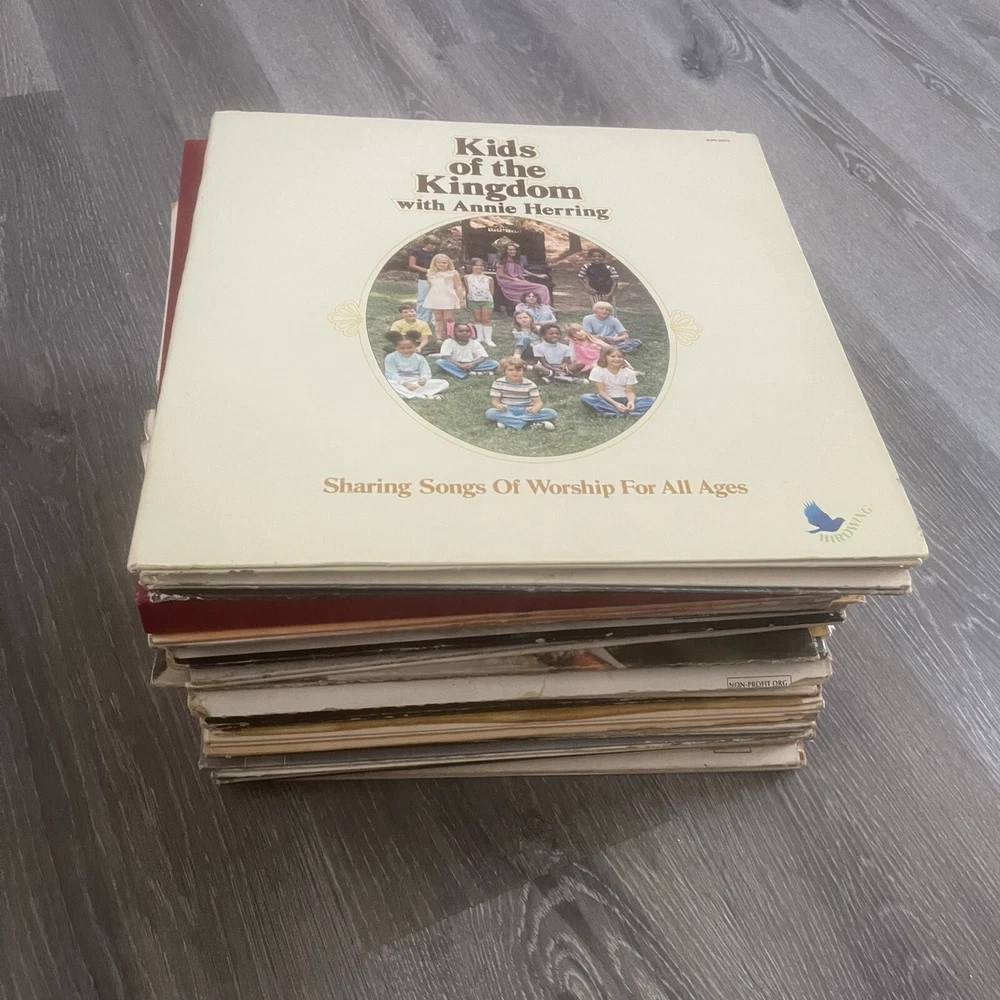 Kids
of the
Kingdom
with Annie Herring
Sharing Songs Of Worship For All Ages
BIRDWING
NON-PROFIT ORG